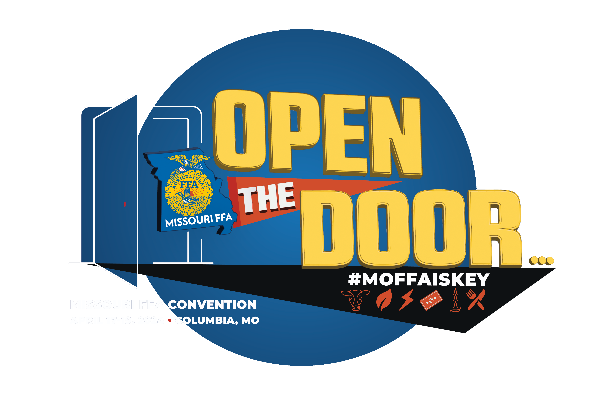 OPEN
THE
DOOR...
FFA
MISSOURI FFA
#MOFFAISKEY
CONVENTION
COLUMBIA, MO